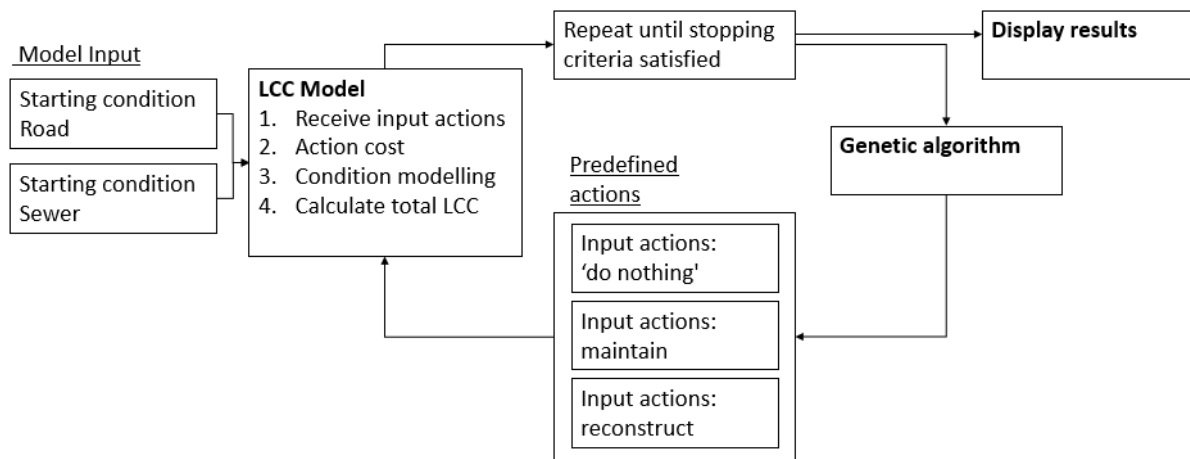 Model Input
Starting condition
Road
Starting condition
Sewer
LCC Model
1. Receive input actions
2. Action cost
3. Condition modelling
4. Calculate total LCC
Repeat until stopping
criteria satisfied
Display results
Genetic algorithm
Predefined
actions
Input actions:
‘do nothing'
Input actions:
maintain
Input actions:
reconstruct